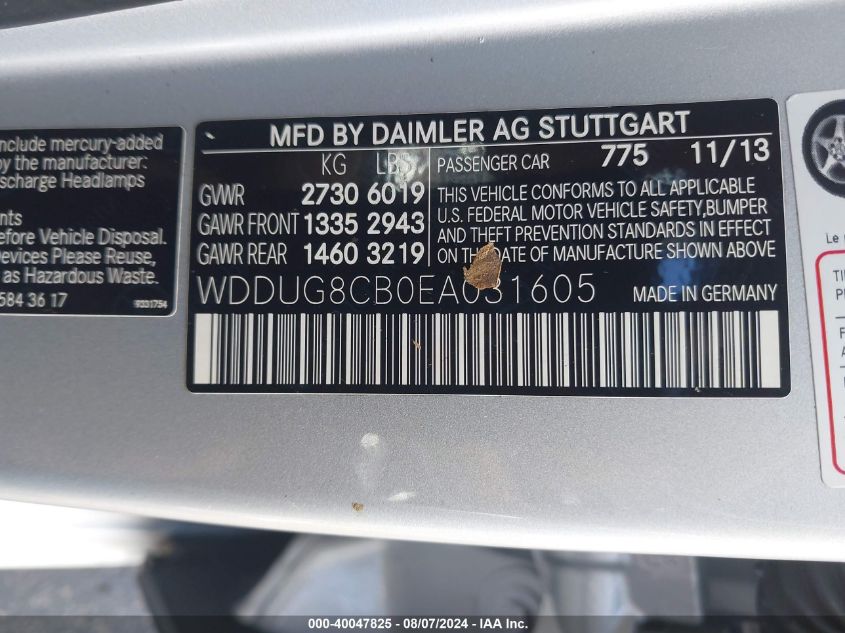 nclude mercury-added
by the manufacturer:
scharge Headlamps
nts
efore Vehicle Disposal.
Devices Please Reuse,
as Hazardous Waste.
584 36 17
MFD BY DAIMLER AG STUTTGART
KG LBS PASSENGER CAR 775 11/13
GVWR 2730 6019
GAWR FRONT 1335 2943
GAWR REAR 1460 3219
THIS VEHICLE CONFORMS TO ALL APPLICABLE
U.S. FEDERAL MOTOR VEHICLE SAFETY,BUMPER
AND THEFT PREVENTION STANDARDS IN EFFECT
ON THE DATE OF MANUFACTURE SHOWN ABOVE
WDDUG8CB0EA031605 MADE IN GERMANY
Le
TI
P
F
A
000-40047825 - 08/07/2024 - IAA Inc.